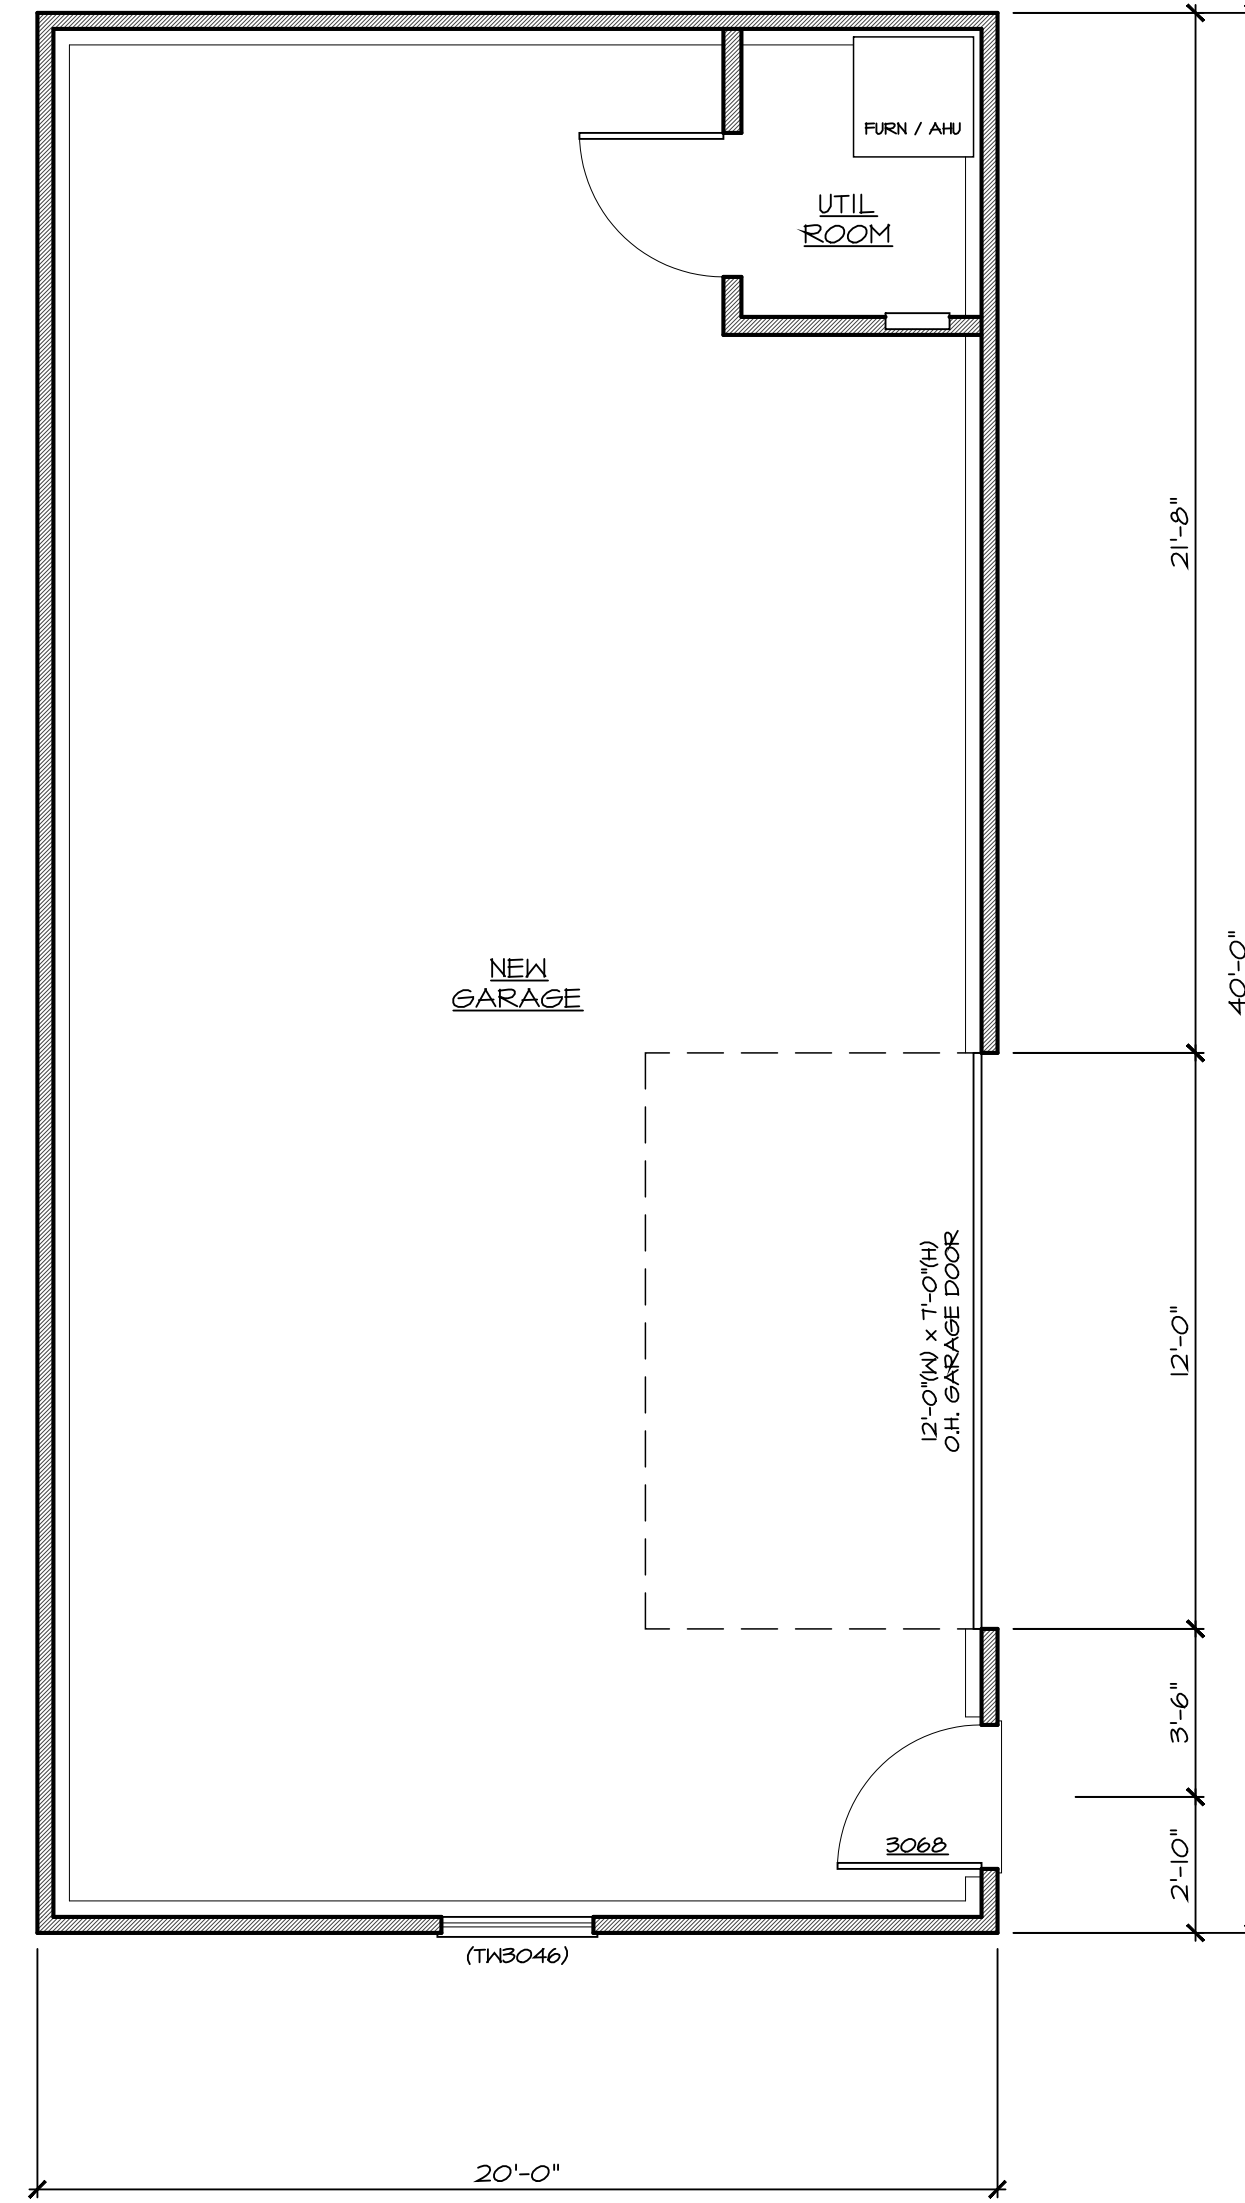 FURN / AHU
UTIL
ROOM
21'-8"
NEW
GARAGE
40'-0"
12'-0"(W) x 7'-0"(H)
O.H. GARAGE DOOR
12'-0"
3'-6"
3068
2'-10"
(TW3046)
20'-0"